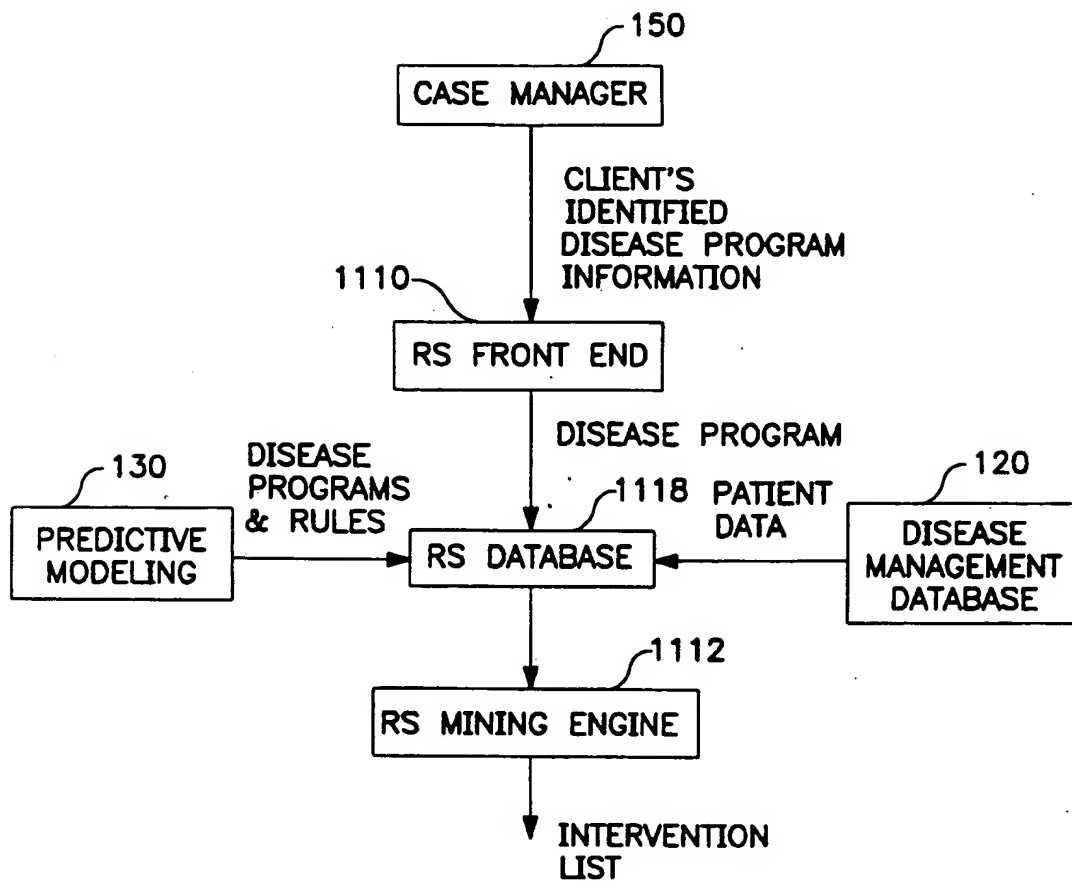 150
CASE MANAGER
CLIENT'S
IDENTIFIED
DISEASE PROGRAM
INFORMATION
1110
RS FRONT END
DISEASE PROGRAM
130
DISEASE
PROGRAMS
& RULES
1118
PATIENT
DATA
120
PREDICTIVE
MODELING
RS DATABASE
DISEASE
MANAGEMENT
DATABASE
1112
RS MINING ENGINE
INTERVENTION
LIST